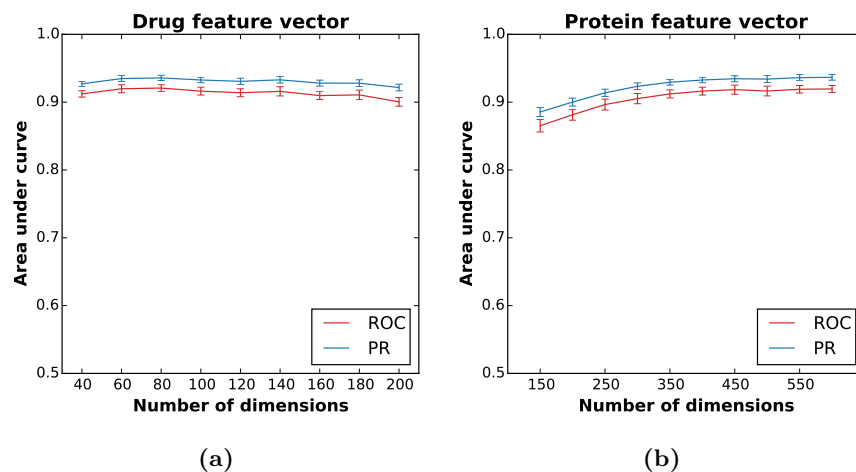 Drug feature vector
1.0
0.9
0.8
0.7
0.6
0.5
Area under curve
ROC
PR
40 60 80 100 120 140 160 180 200
Number of dimensions
(a)
Protein feature vector
1.0
0.9
0.8
0.7
0.6
0.5
Area under curve
ROC
PR
150 250 350 450 550
Number of dimensions
(b)